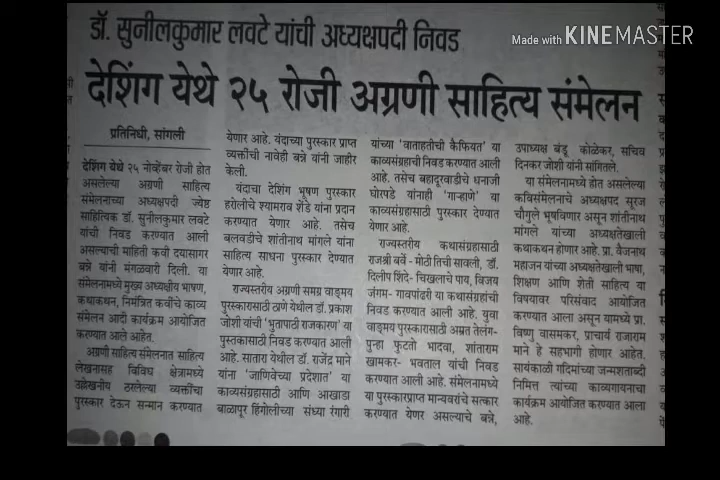 डॉ. सुनीलकुमार लवटे यांची अध्यक्षपदी निवड
Made with KINEMASTER
देशिंग येथे २५ रोजी अग्रणी साहित्य संमेलन
प्रतिनिधी, सांगली
देशिंग येथे २५ नोव्हेंबर रोजी होत
असलेल्या अग्रणी साहित्य
संमेलनाच्या अध्यक्षपदी ज्येष्ठ
साहित्यिक डॉ. सुनीलकुमार लवटे
यांची निवड करण्यात आली
असल्याची माहिती कवी दयासागर
बन्ने यांनी मंगळवारी दिली. या
संमेलनामध्ये मुख्य अध्यक्षीय भाषण,
कथाकथन, निमंत्रित कवींचे काव्य
संमेलन आदी कार्यक्रम आयोजित
करण्यात आले आहेत.
अग्रणी साहित्य संमेलनात साहित्य
लेखनासह विविध क्षेत्रामध्ये
उल्लेखनीय ठरलेल्या व्यक्तींचा
पुरस्कार देऊन सन्मान करण्यात
येणार आहे. यंदाच्या पुरस्कार प्राप्त
व्यक्तींची नावेही बन्ने यांनी जाहीर
केली.
यंदाचा देशिंग भूषण पुरस्कार
हरोलीचे श्यामराव शेंडे यांना प्रदान
करण्यात येणार आहे. तसेच
बलवडीचे शांतीनाथ मांगले यांना
साहित्य साधना पुरस्कार देण्यात
येणार आहे.
राज्यस्तरीय अग्रणी समग्र वाङ्मय
पुरस्कारासाठी ठाणे येथील डॉ. प्रकाश
जोशी यांची 'भुतापाठी राजकारण' या
पुस्तकासाठी निवड करण्यात आली
आहे. सातारा येथील डॉ. राजेंद्र माने
यांना 'जाणिवेच्या प्रदेशात' या
काव्यसंग्रहासाठी आणि आखाडा
बाळापूर हिंगोलीच्या संध्या रंगारी
यांच्या 'वाताहतीची कैफियत' या
काव्यसंग्रहाची निवड करण्यात आली
आहे. तसेच बहादूरवाडीचे धनाजी
घोरपडे यांनाही 'गाऱ्हाणे' या
काव्यसंग्रहासाठी पुरस्कार देण्यात
येणार आहे.
राज्यस्तरीय कथासंग्रहासाठी
राजश्री बर्वे - मोठी तिची सावली, डॉ.
दिलीप शिंदे- चिखलाचे पाय, विजय
जंगम- गावपांढरी या कथासंग्रहांची
निवड करण्यात आली आहे. युवा
वाङ्मय पुरस्कारासाठी अमृत तेलंग-
पुन्हा फुटतो भादवा, शांताराम
खामकर- भवताल यांची निवड
करण्यात आली आहे. संमेलनामध्ये
या पुरस्कारप्राप्त मान्यवरांचे सत्कार
करण्यात येणर असल्याचे बन्ने,
उपाध्यक्ष बंडू कोळेकर, सचिव
दिनकर जोशी यांनी सांगितले.
या संमेलनामध्ये होत असलेल्या
कविसंमेलनाचे अध्यक्षपद सूरज
चौगुले भूषविणार असून शांतीनाथ
मांगले यांच्या अध्यक्षतेखाली
कथाकथन होणार आहे. प्रा. वैजनाथ
महाजन यांच्या अध्यक्षतेखाली भाषा,
शिक्षण आणि शेती साहित्य या
विषयावर परिसंवाद आयोजित
करण्यात आला असून यामध्ये प्रा.
विष्णु वासमकर, प्राचार्य राजाराम
माने हे सहभागी होणार आहेत.
सायंकाळी गदिमांच्या जन्मशताब्दी
निमित्त त्यांच्या काव्यगायनाचा
कार्यक्रम आयोजित करण्यात आला
आहे.